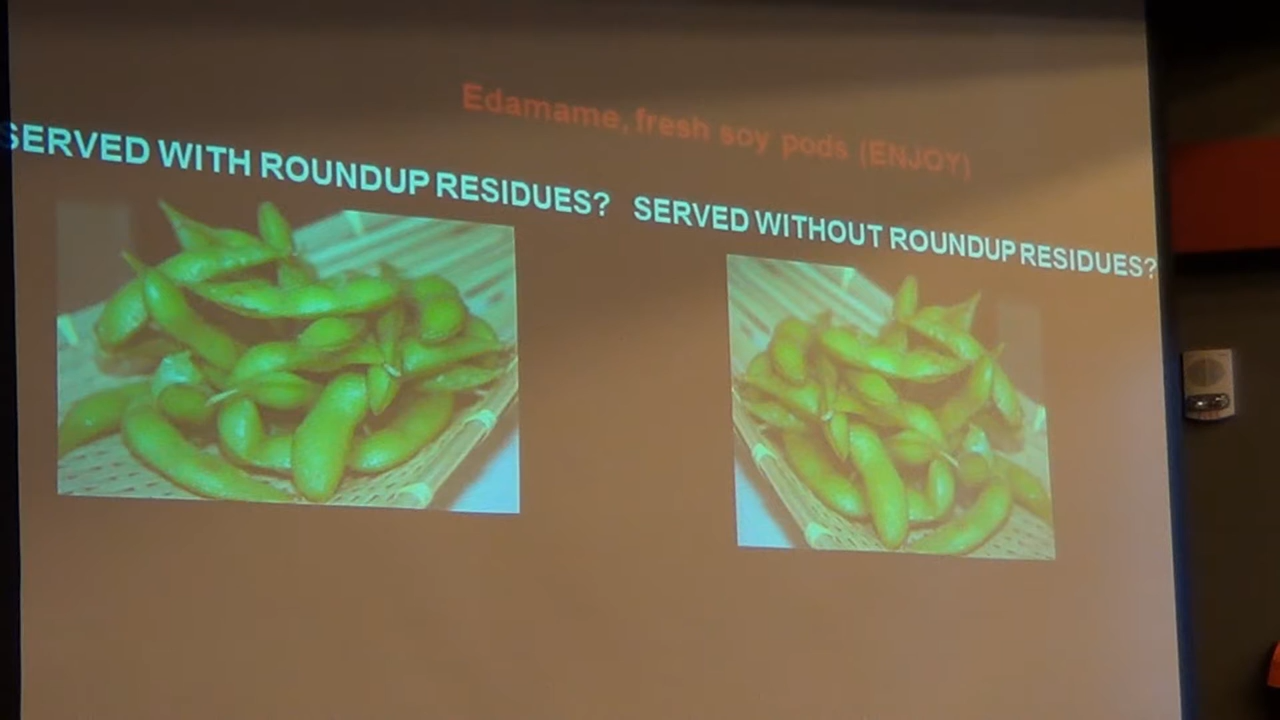 Edamame, fresh soy pods (ENJOY)
SERVED WITH ROUNDUP RESIDUES?
SERVED WITHOUT ROUNDUP RESIDUES?